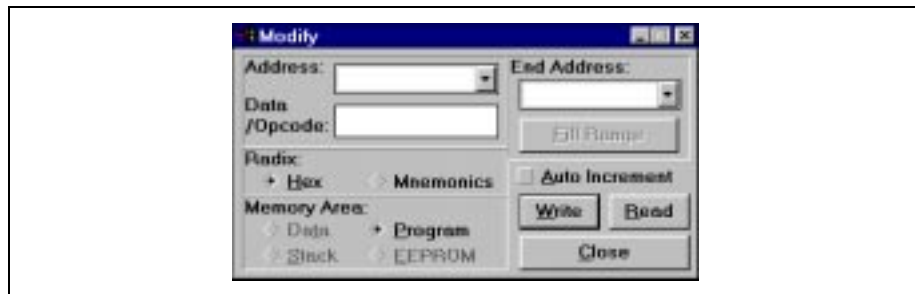 Modify
Address:
End Address:
Data
/Opcode:
Fill Range
Radix:
Hex Mnemonics
Auto Increment
Memory Area:
Data Program
Write Read
Stack EEPROM
Close